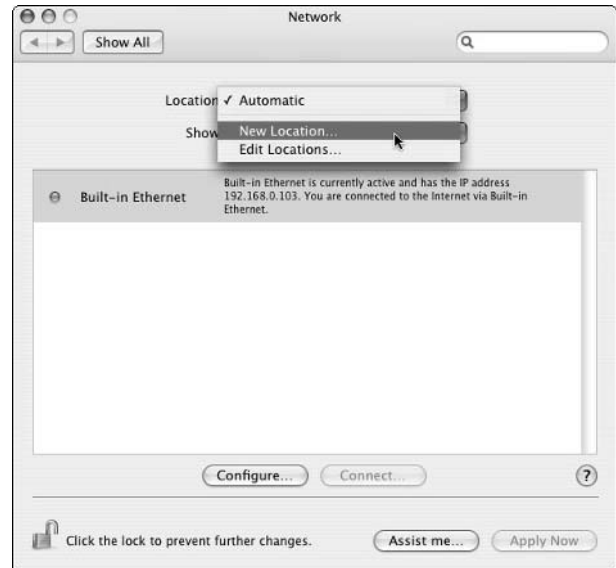 Network
Show All
Location
✓ Automatic
New Location...
Edit Locations...
Show
Built-in Ethernet
Built-in Ethernet is currently active and has the IP address
192.168.0.103. You are connected to the Internet via Built-in
Ethernet.
Configure...
Connect...
?
Click the lock to prevent further changes.
Assist me...
Apply Now